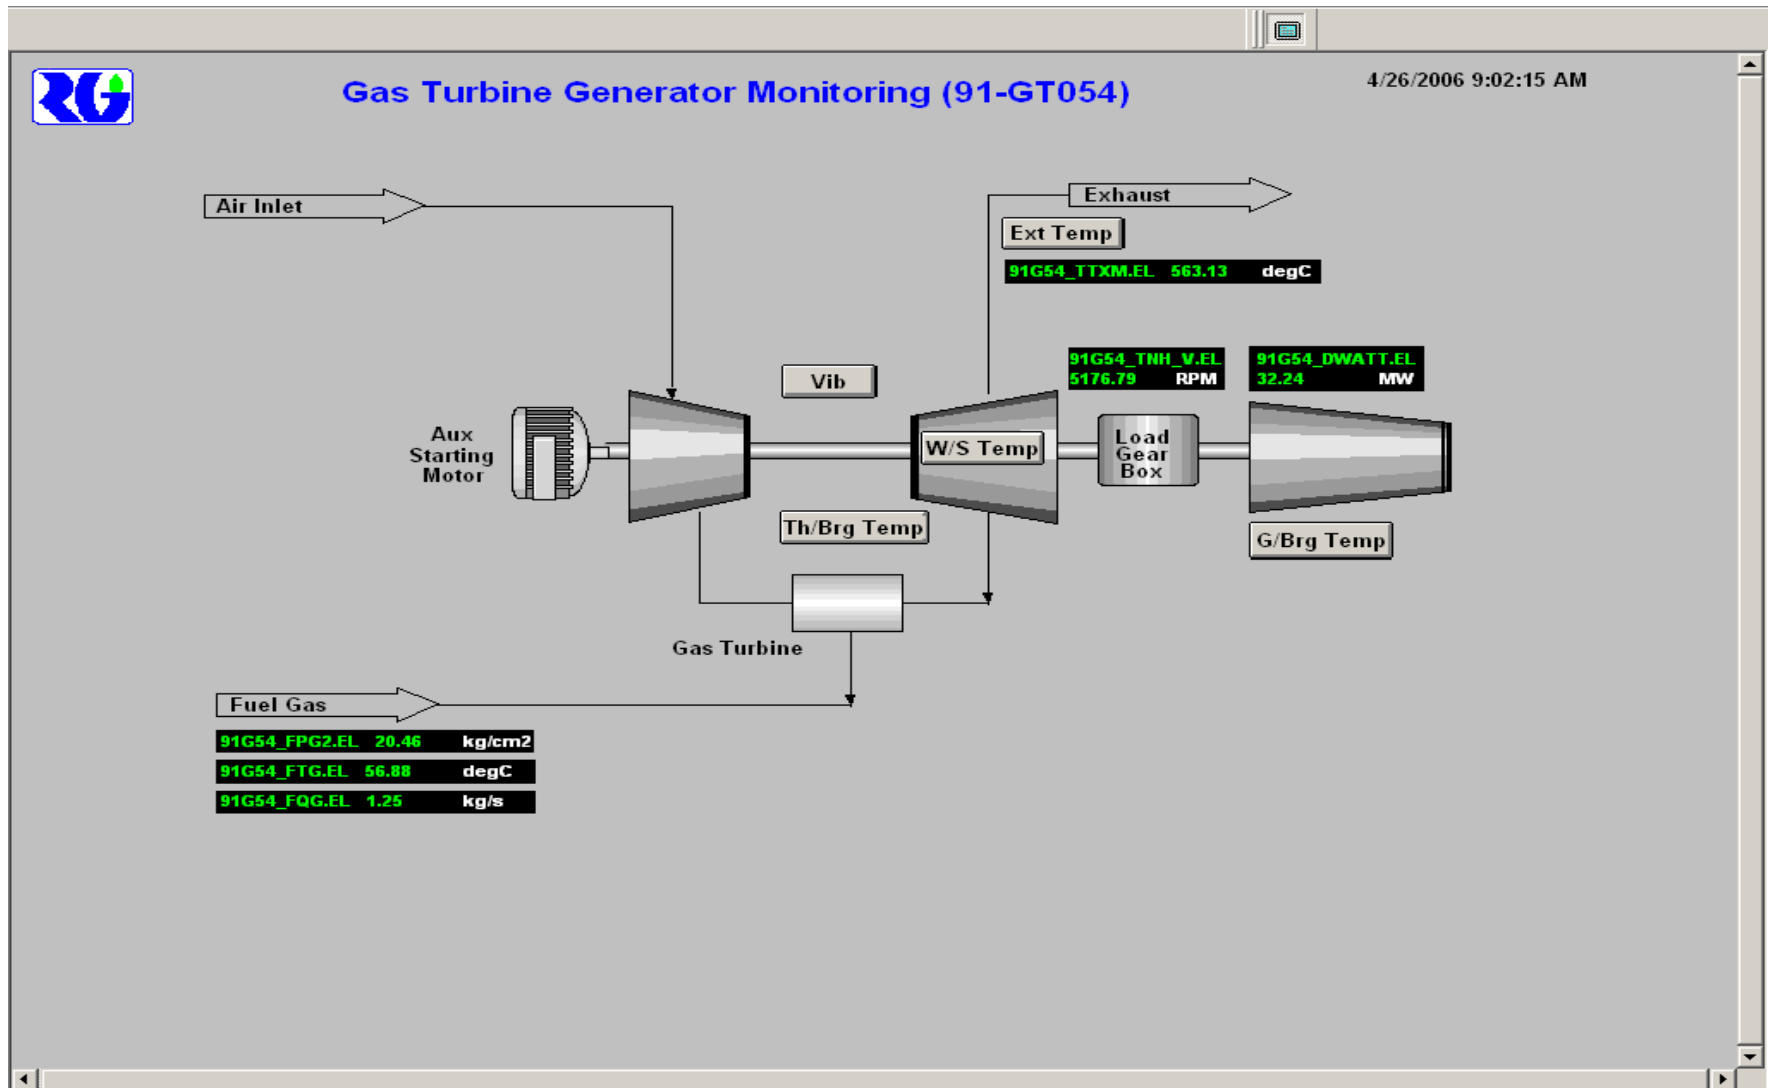 RG
Gas Turbine Generator Monitoring (91-GT054)
4/26/2006 9:02:15 AM
Air Inlet
Exhaust
Ext Temp
91G54_TTXM.EL 563.13 degC
91G54_TNH_V.EL
5176.79 RPM
91G54_DWATT.EL
32.24 MW
Vib
Aux
Starting
Motor
W/S Temp
Load
Gear
Box
Th/Brg Temp
G/Brg Temp
Gas Turbine
Fuel Gas
91G54_FPG2.EL 20.46 kg/cm2
91G54_FTG.EL 56.88 degC
91G54_FQG.EL 1.25 kg/s